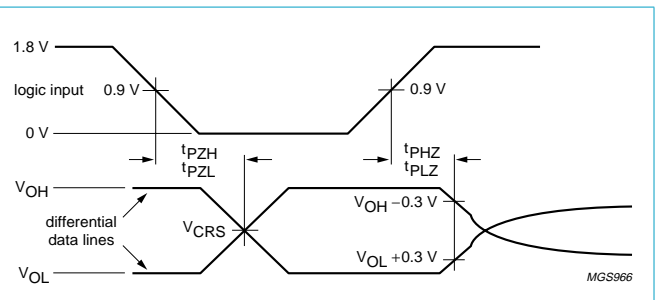 1.8 V
logic input
0.9 V
0.9 V
0 V
tPZH
tPZL
tPHZ
tPLZ
VOH
differential
data lines
VCRS
VOL
VOH −0.3 V
VOL +0.3 V
MGS966